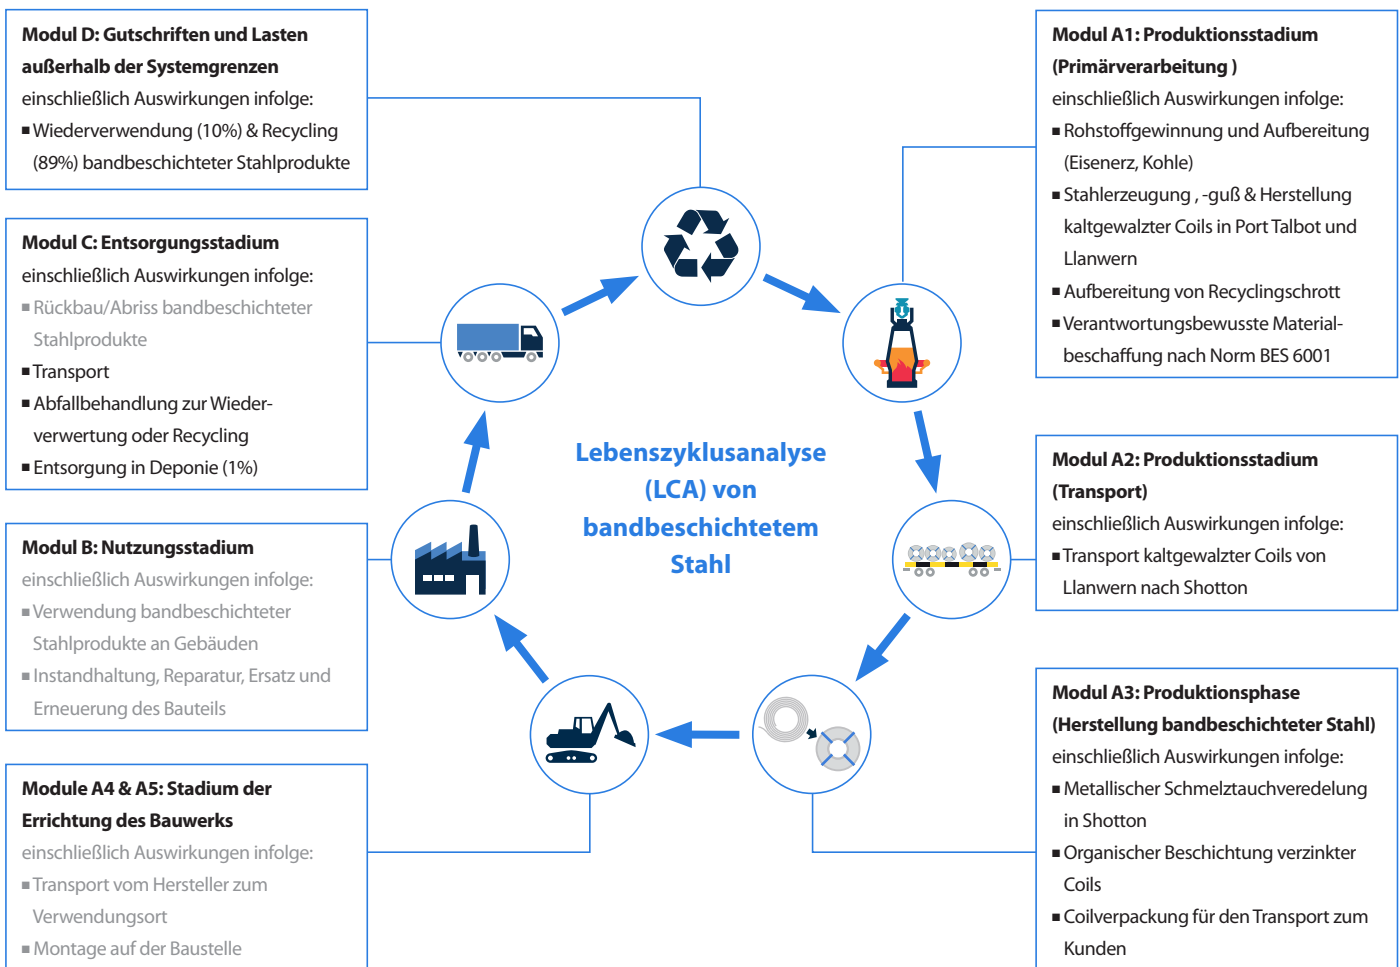 Modul D: Gutschriften und Lasten
außerhalb der Systemgrenzen
einschließlich Auswirkungen infolge:
■ Wiederverwendung (10%) & Recycling
(89%) bandbeschichteter Stahlprodukte
Modul C: Entsorgungsstadium
einschließlich Auswirkungen infolge:
■ Rückbau/Abriss bandbeschichteter
Stahlprodukte
■ Transport
■ Abfallbehandlung zur Wieder-
verwertung oder Recycling
■ Entsorgung in Deponie (1%)
Modul B: Nutzungsstadium
einschließlich Auswirkungen infolge:
■ Verwendung bandbeschichteter
Stahlprodukte an Gebäuden
■ Instandhaltung, Reparatur, Ersatz und
Erneuerung des Bauteils
Module A4 & A5: Stadium der
Errichtung des Bauwerks
einschließlich Auswirkungen infolge:
■ Transport vom Hersteller zum
Verwendungsort
■ Montage auf der Baustelle
Lebenszyklusanalyse
(LCA) von
bandbeschichtetem
Stahl
Modul A1: Produktionsstadium
(Primärverarbeitung )
einschließlich Auswirkungen infolge:
■ Rohstoffgewinnung und Aufbereitung
(Eisenerz, Kohle)
■ Stahlerzeugung , -guß & Herstellung
kaltgewalzter Coils in Port Talbot und
Llanwern
■ Aufbereitung von Recyclingschrott
■ Verantwortungsbewusste Material-
beschaffung nach Norm BES 6001
Modul A2: Produktionsstadium
(Transport)
einschließlich Auswirkungen infolge:
■ Transport kaltgewalzter Coils von
Llanwern nach Shotton
Modul A3: Produktionsphase
(Herstellung bandbeschichteter Stahl)
einschließlich Auswirkungen infolge:
■ Metallischer Schmelztauchveredelung
in Shotton
■ Organischer Beschichtung verzinkter
Coils
■ Coilverpackung für den Transport zum
Kunden